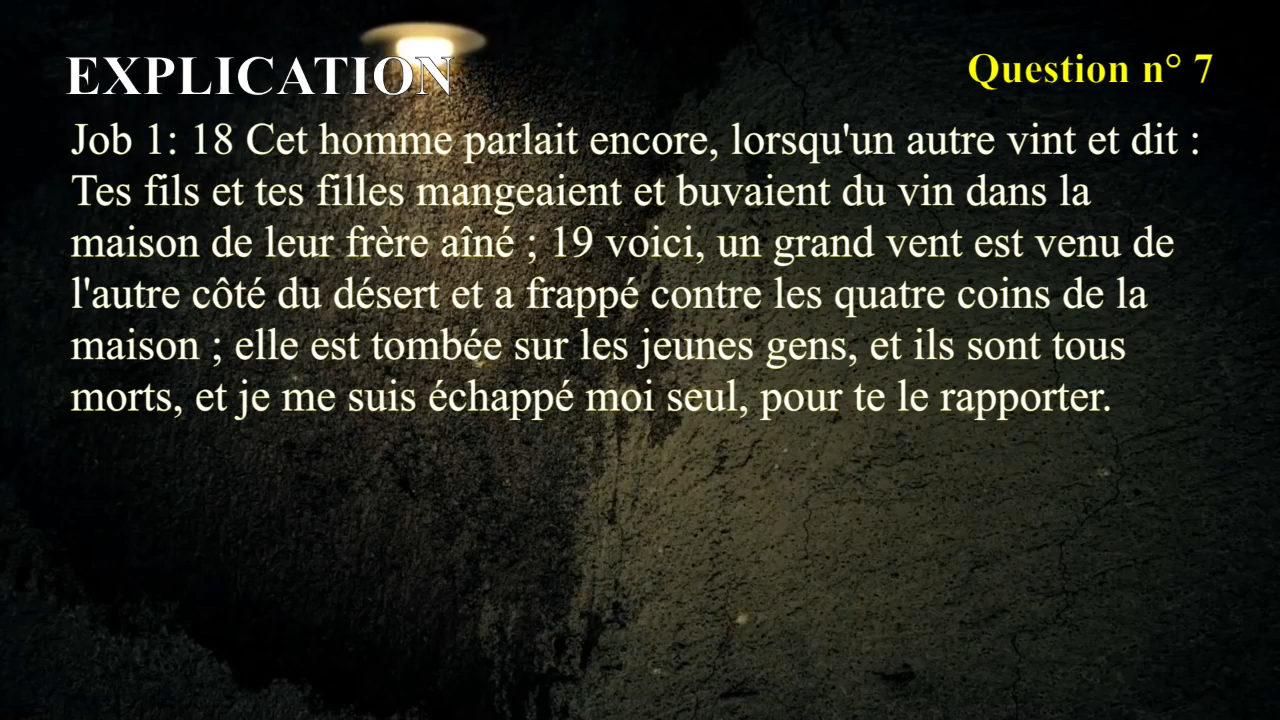 EXPLICATION
Question n° 7
Job 1: 18 Cet homme parlait encore, lorsqu'un autre vint et dit :
Tes fils et tes filles mangeaient et buvaient du vin dans la
maison de leur frère aîné ; 19 voici, un grand vent est venu de
l'autre côté du désert et a frappé contre les quatre coins de la
maison ; elle est tombée sur les jeunes gens, et ils sont tous
morts, et je me suis échappé moi seul, pour te le rapporter.